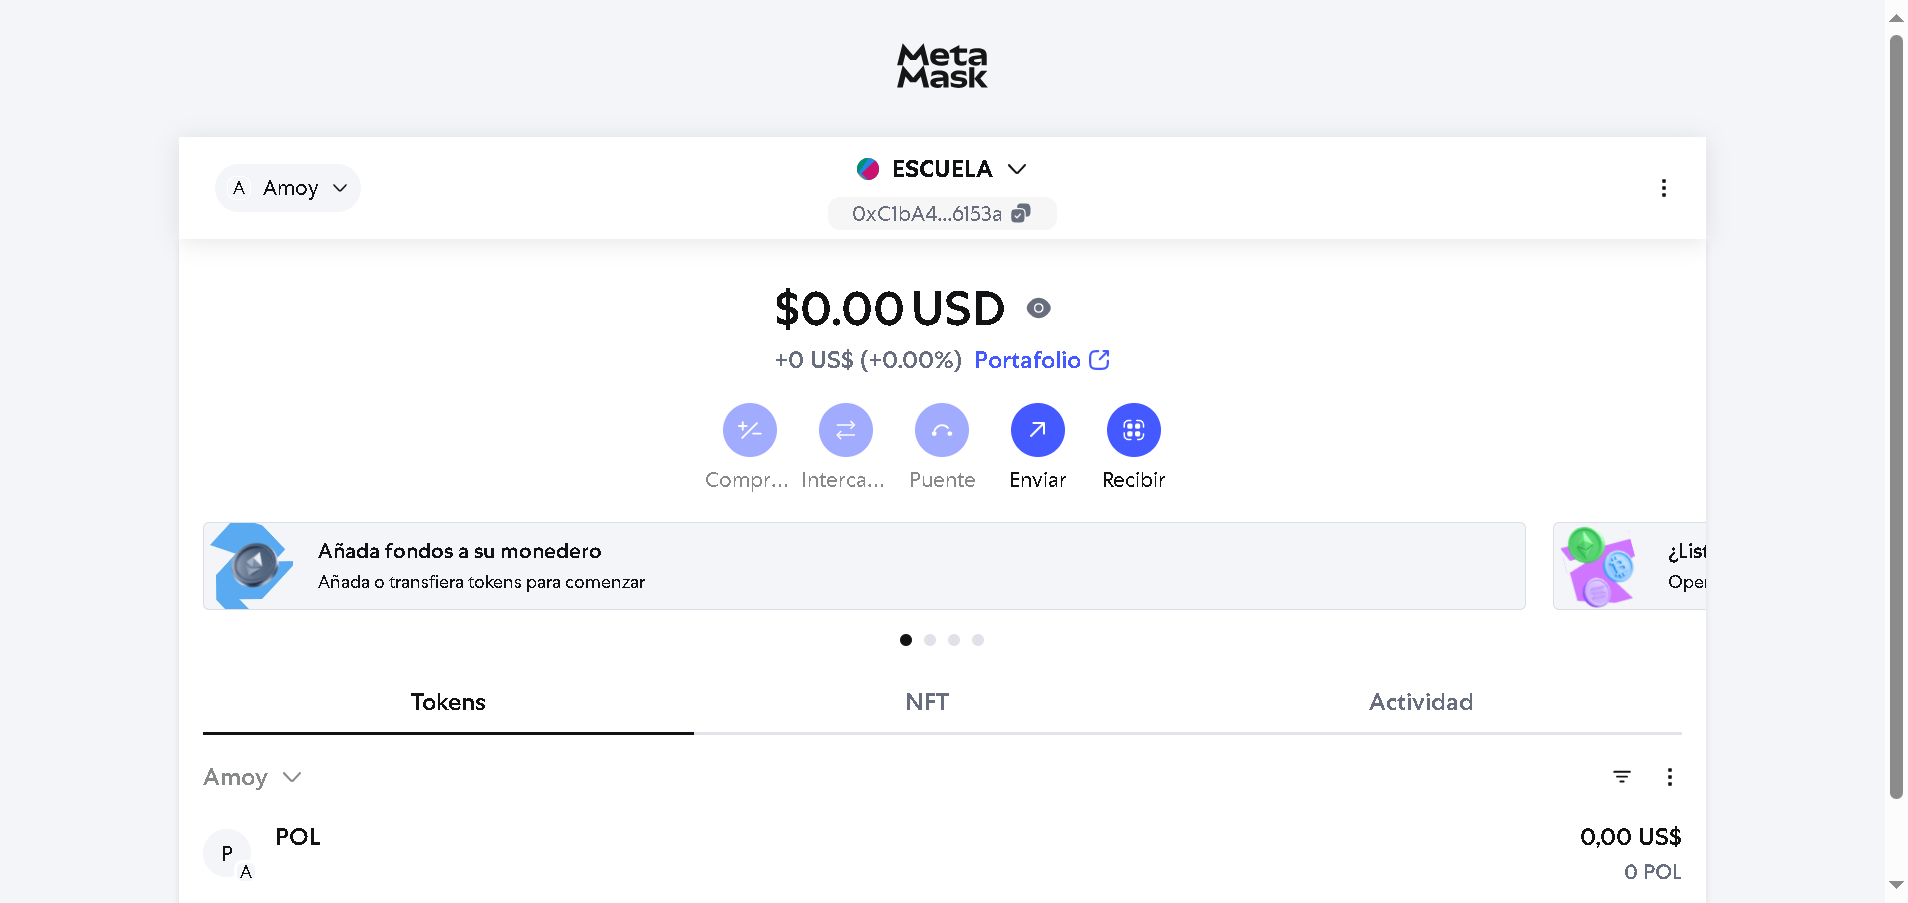 Meta
Mask
A Amoy
ESCUELA
0xC1bA4...6153a
$0.00 USD
+0 US$ (+0.00%) Portafolio
Compr... Interca... Puente Enviar Recibir
Añada fondos a su monedero
Añada o transfiera tokens para comenzar
¿List
Oper
Tokens NFT Actividad
Amoy
P
A
POL
0,00 US$
0 POL